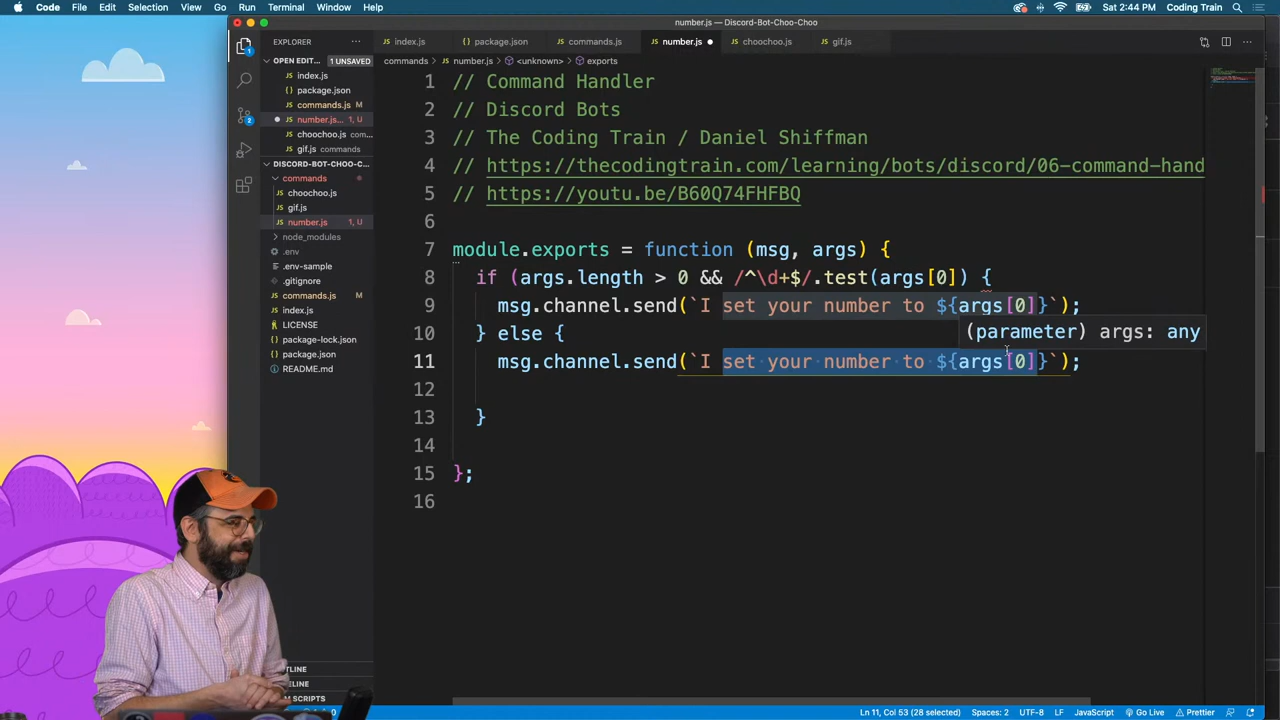 Code File Edit Selection View Go Run Terminal Window Help
Sat 2:44 PM Coding Train
number.js — Discord-Bot-Choo-Choo
EXPLORER
index.js package.json commands.js number.js choochoo.js gif.js
OPEN EDIT... 1 UNSAVED
commands > number.js > <unknown> > exports
index.js
package.json
commands.js M
number.js... 1, U
choochoo.js comm...
gif.js commands
DISCORD-BOT-CHOO-C...
commands
choochoo.js
gif.js
number.js 1, U
node_modules
.env
.env-sample
.gitignore
commands.js M
index.js
LICENSE
package-lock.json
package.json
README.md
TLINE
ELINE
M SCRIPTS
1 // Command Handler
2 // Discord Bots
3 // The Coding Train / Daniel Shiffman
4 // https://thecodingtrain.com/learning/bots/discord/06-command-hand
5 // https://youtu.be/B60Q74FHFBQ
6
7 module.exports = function (msg, args) {
8 if (args.length > 0 && /^\d+$/.test(args[0]) {
9 msg.channel.send(`I set your number to ${args[0]}`);
(parameter) args: any
10 } else {
11 msg.channel.send(`I set your number to ${args[0]}`);
12
13 }
14
15 };
16
Ln 11, Col 53 (28 selected) Spaces: 2 UTF-8 LF JavaScript Go Live Prettier